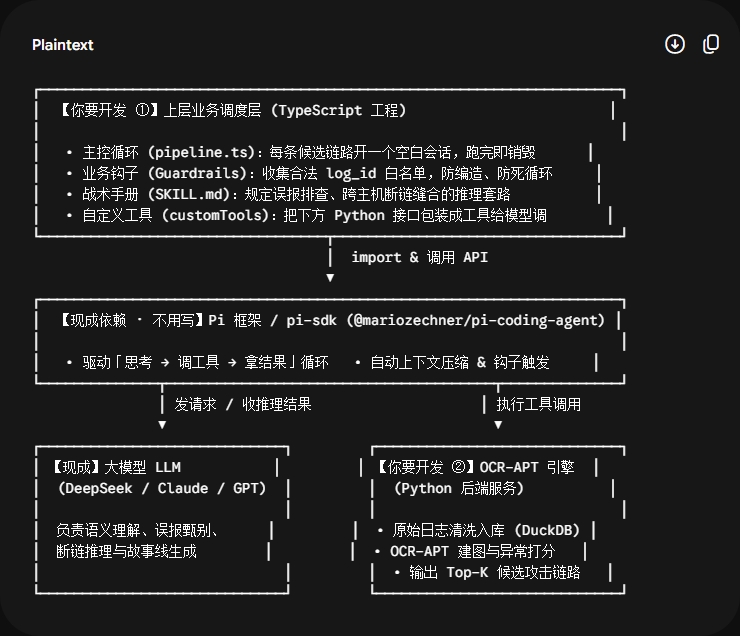 Plaintext
【你要开发 ①】上层业务调度层 (TypeScript 工程)
• 主控循环 (pipeline.ts)：每条候选链路开一个空白会话，跑完即销毁
• 业务钩子 (Guardrails)：收集合法 log_id 白名单，防编造、防死循环
• 战术手册 (SKILL.md)：规定误报排查、跨主机断链缝合的推理套路
• 自定义工具 (customTools)：把下方 Python 接口包装成工具给模型调
import & 调用 API
【现成依赖 · 不用写】Pi 框架 / pi-sdk (@mariozechner/pi-coding-agent)
• 驱动「思考 → 调工具 → 拿结果」循环 • 自动上下文压缩 & 钩子触发
发请求 / 收推理结果 执行工具调用
【现成】大模型 LLM 【你要开发 ②】OCR-APT 引擎
(DeepSeek / Claude / GPT) (Python 后端服务)
负责语义理解、误报甄别、 • 原始日志清洗入库 (DuckDB)
断链推理与故事线生成 • OCR-APT 建图与异常打分
• 输出 Top-K 候选攻击链路